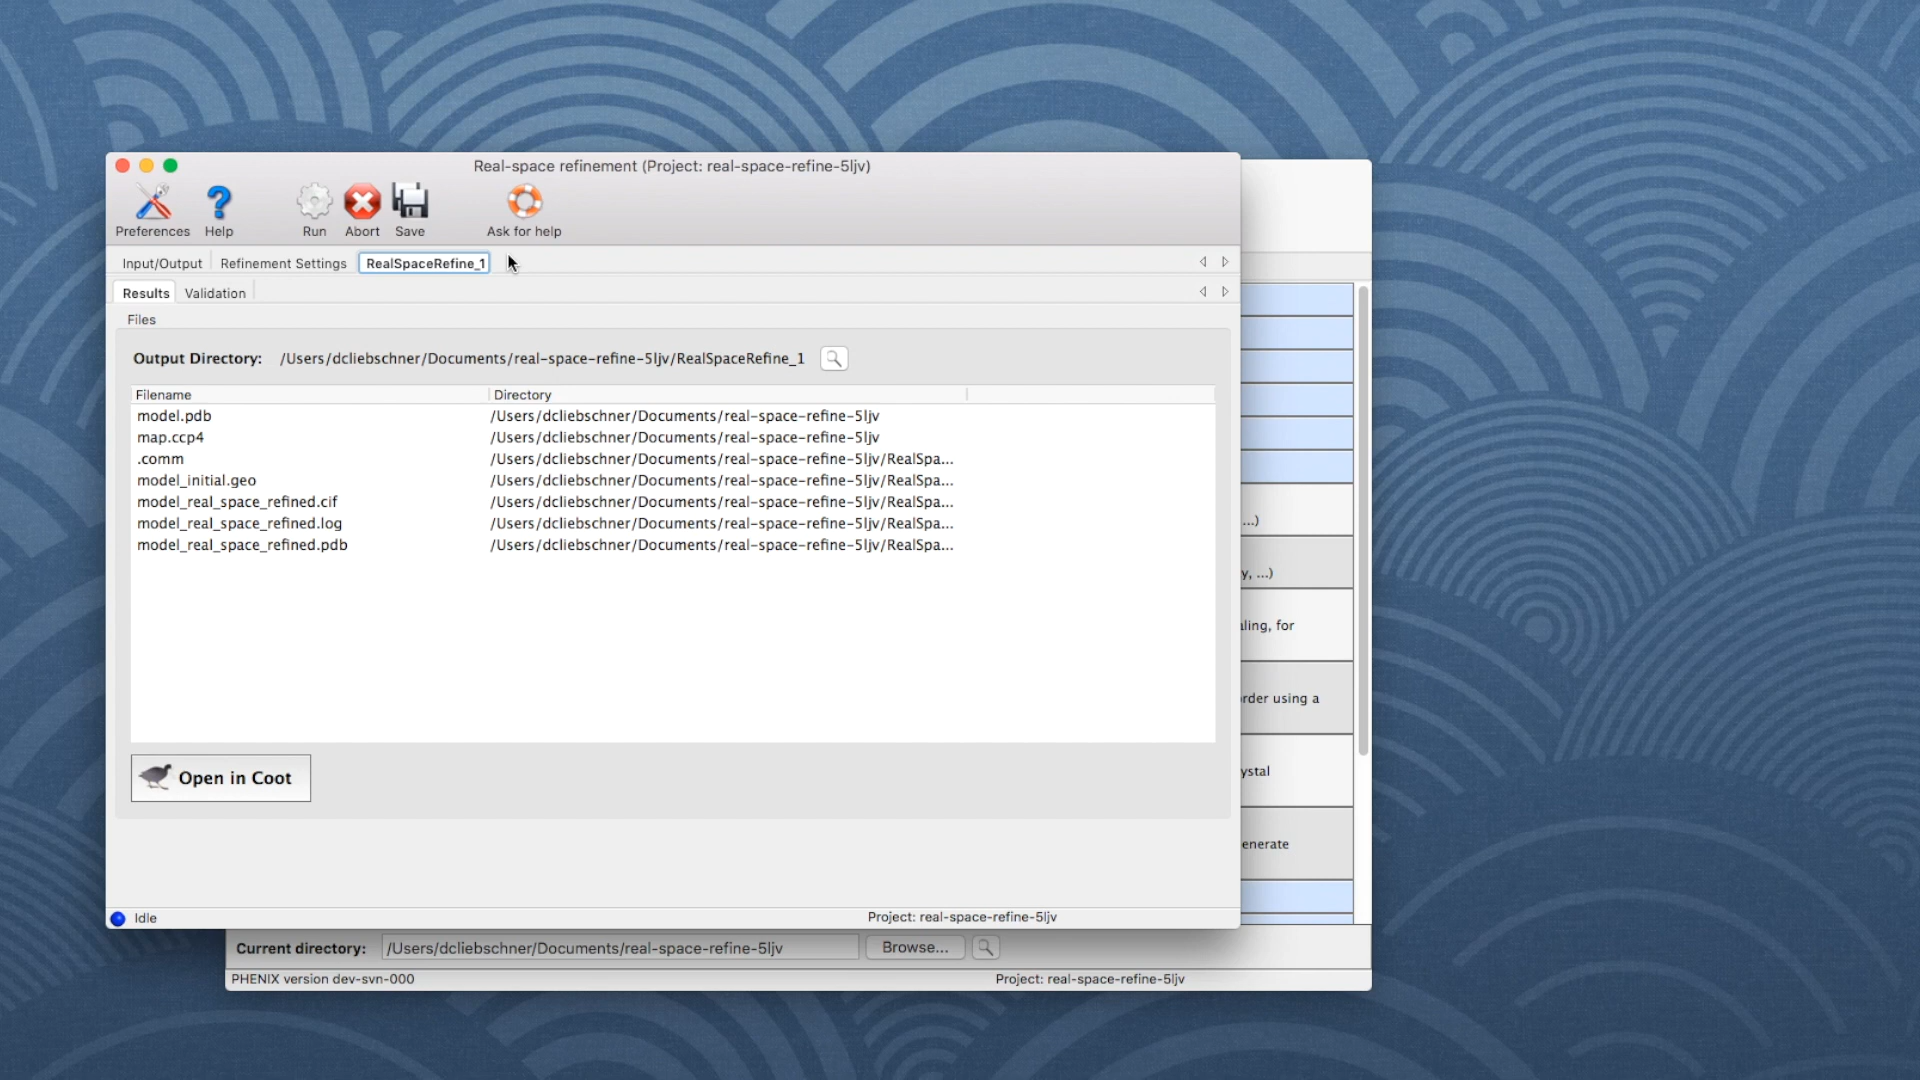 Real-space refinement (Project: real-space-refine-5ljv)
Preferences Help Run Abort Save Ask for help
Input/Output Refinement Settings RealSpaceRefine_1
Results Validation
Files
Output Directory: /Users/dcliebschner/Documents/real-space-refine-5ljv/RealSpaceRefine_1
Filename Directory
model.pdb /Users/dcliebschner/Documents/real-space-refine-5ljv
map.ccp4 /Users/dcliebschner/Documents/real-space-refine-5ljv
.comm /Users/dcliebschner/Documents/real-space-refine-5ljv/RealSpa...
model_initial.geo /Users/dcliebschner/Documents/real-space-refine-5ljv/RealSpa...
model_real_space_refined.cif /Users/dcliebschner/Documents/real-space-refine-5ljv/RealSpa...
model_real_space_refined.log /Users/dcliebschner/Documents/real-space-refine-5ljv/RealSpa...
model_real_space_refined.pdb /Users/dcliebschner/Documents/real-space-refine-5ljv/RealSpa...
Open in Coot
Idle Project: real-space-refine-5ljv
...)
y, ...)
ling, for
rder using a
ystal
enerate
Current directory: /Users/dcliebschner/Documents/real-space-refine-5ljv Browse...
PHENIX version dev-svn-000 Project: real-space-refine-5ljv